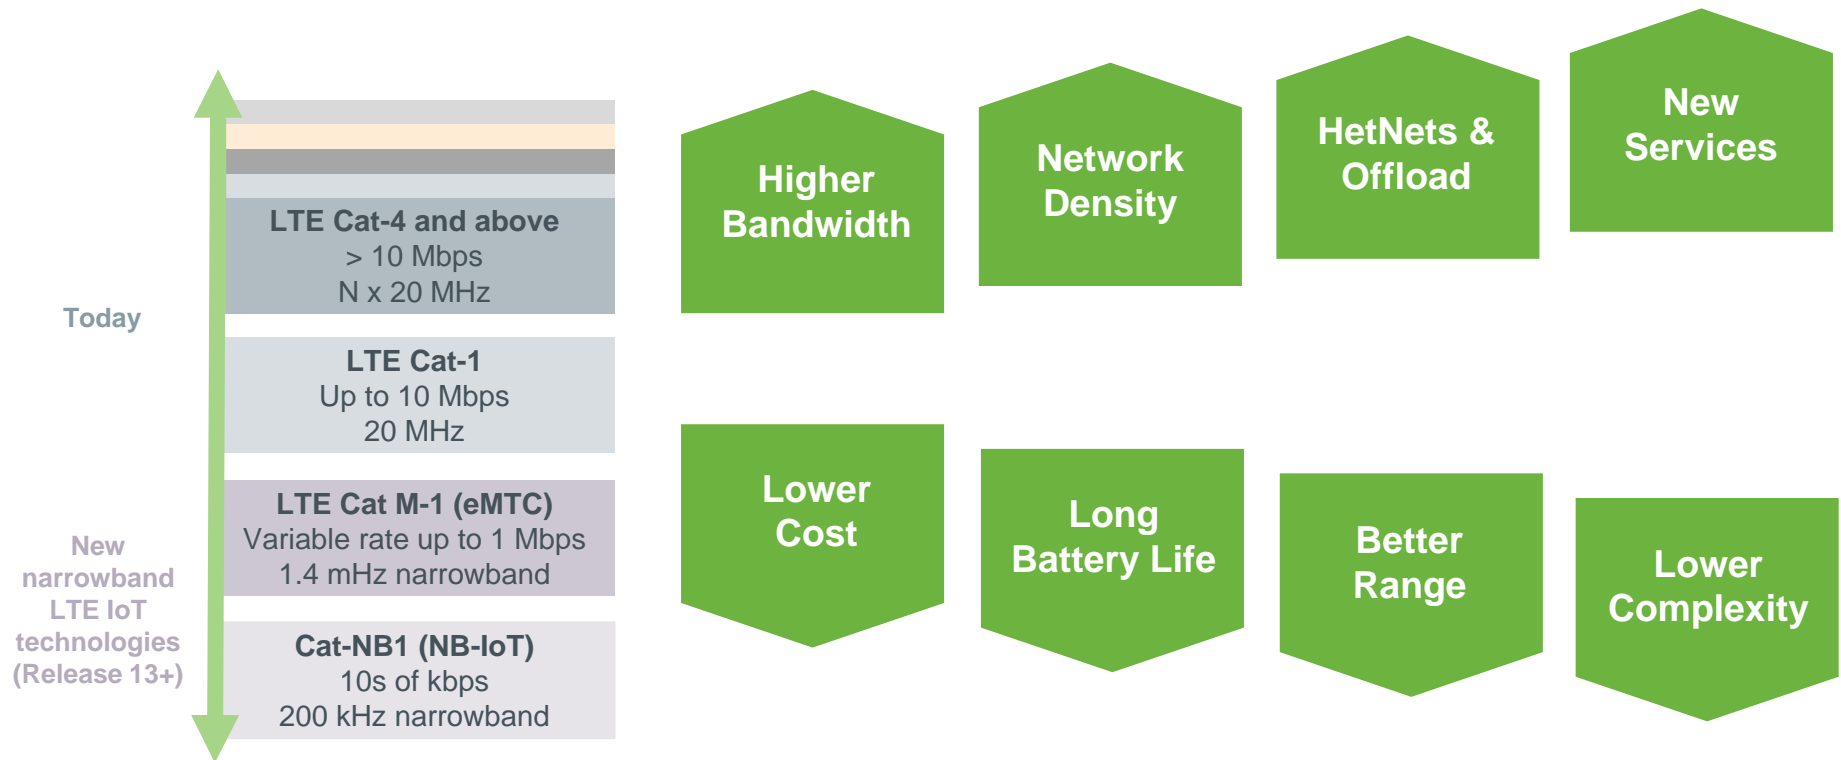 Today
New
narrowband
LTE IoT
technologies
(Release 13+)
LTE Cat-4 and above
> 10 Mbps
N x 20 MHz
LTE Cat-1
Up to 10 Mbps
20 MHz
LTE Cat M-1 (eMTC)
Variable rate up to 1 Mbps
1.4 mHz narrowband
Cat-NB1 (NB-IoT)
10s of kbps
200 kHz narrowband
Higher
Bandwidth
Network
Density
HetNets &
Offload
New
Services
Lower
Cost
Long
Battery Life
Better
Range
Lower
Complexity